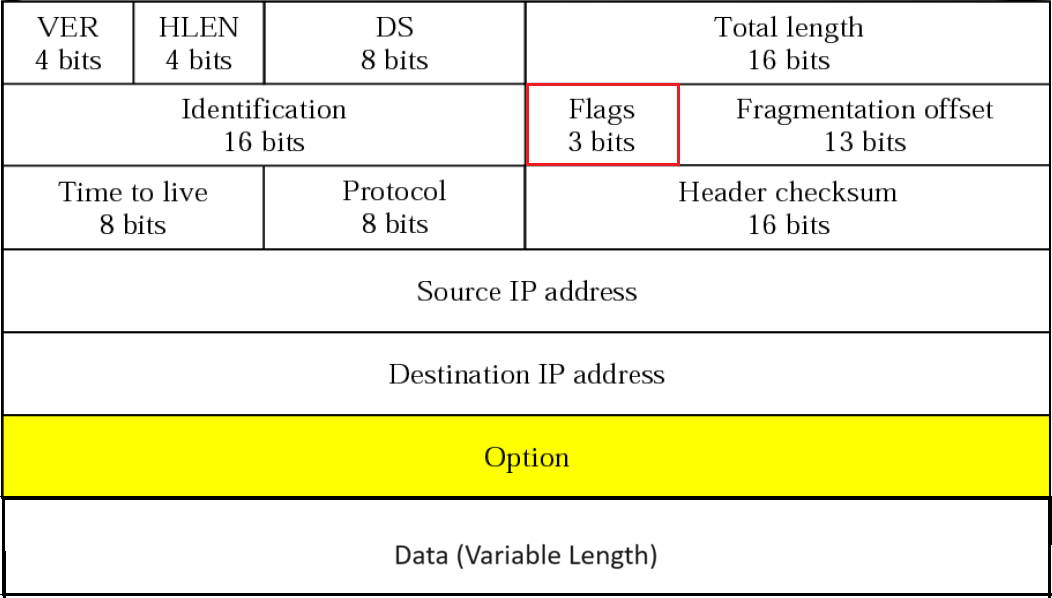 VER
4 bits
HLEN
4 bits
DS
8 bits
Total length
16 bits
Identification
16 bits
Flags
3 bits
Fragmentation offset
13 bits
Time to live
8 bits
Protocol
8 bits
Header checksum
16 bits
Source IP address
Destination IP address
Option
Data (Variable Length)